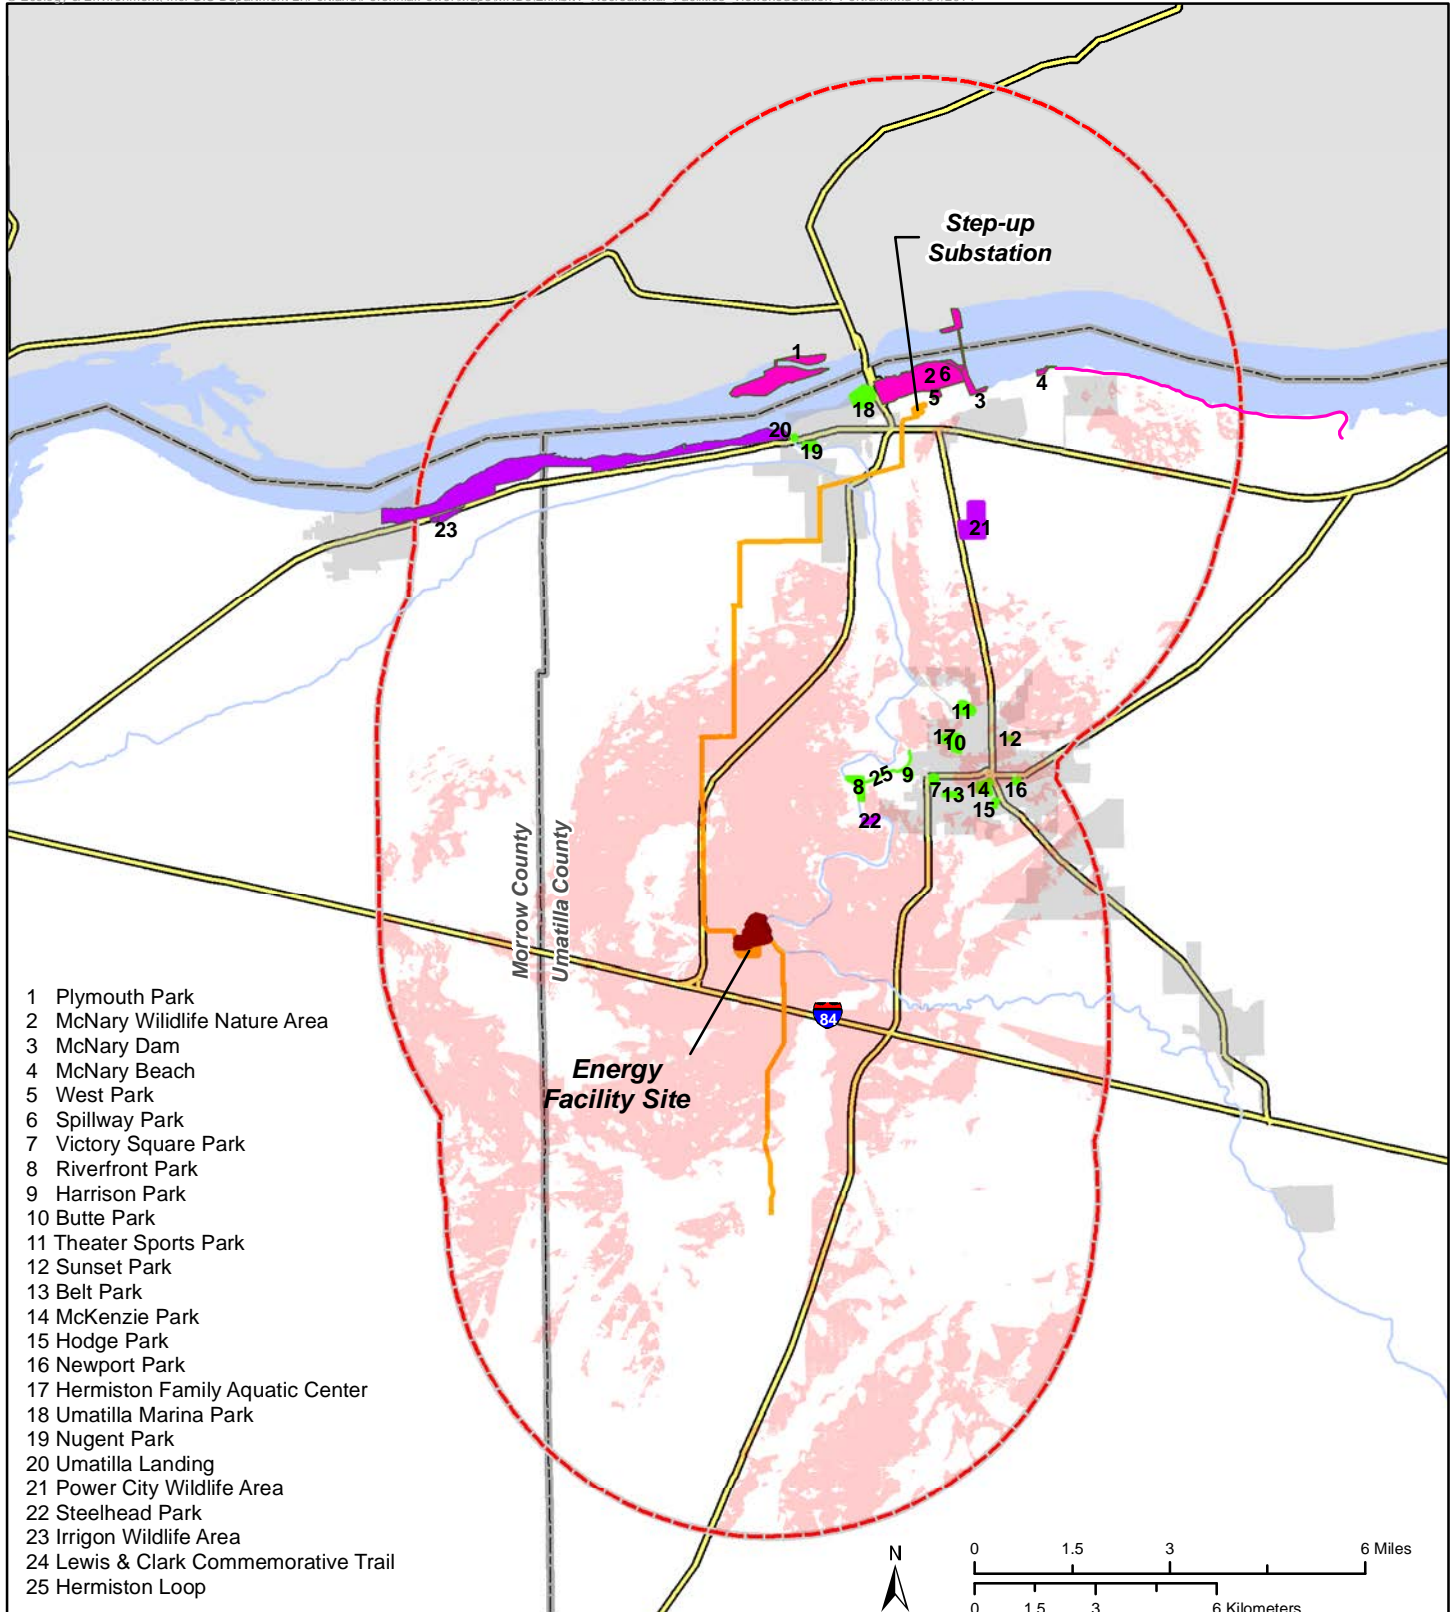 Step-up
Substation
1
2 6
5
3
4
18
20
19
23
21
11
17
10
12
25
9
8
7
13
14
16
15
22
Morrow County
Umatilla County
84
Energy
Facility Site
1 Plymouth Park
2 McNary Wilidlife Nature Area
3 McNary Dam
4 McNary Beach
5 West Park
6 Spillway Park
7 Victory Square Park
8 Riverfront Park
9 Harrison Park
10 Butte Park
11 Theater Sports Park
12 Sunset Park
13 Belt Park
14 McKenzie Park
15 Hodge Park
16 Newport Park
17 Hermiston Family Aquatic Center
18 Umatilla Marina Park
19 Nugent Park
20 Umatilla Landing
21 Power City Wildlife Area
22 Steelhead Park
23 Irrigon Wildlife Area
24 Lewis & Clark Commemorative Trail
25 Hermiston Loop
N
0 1.5 3 6 Miles
0 1.5 3 6 Kilometers